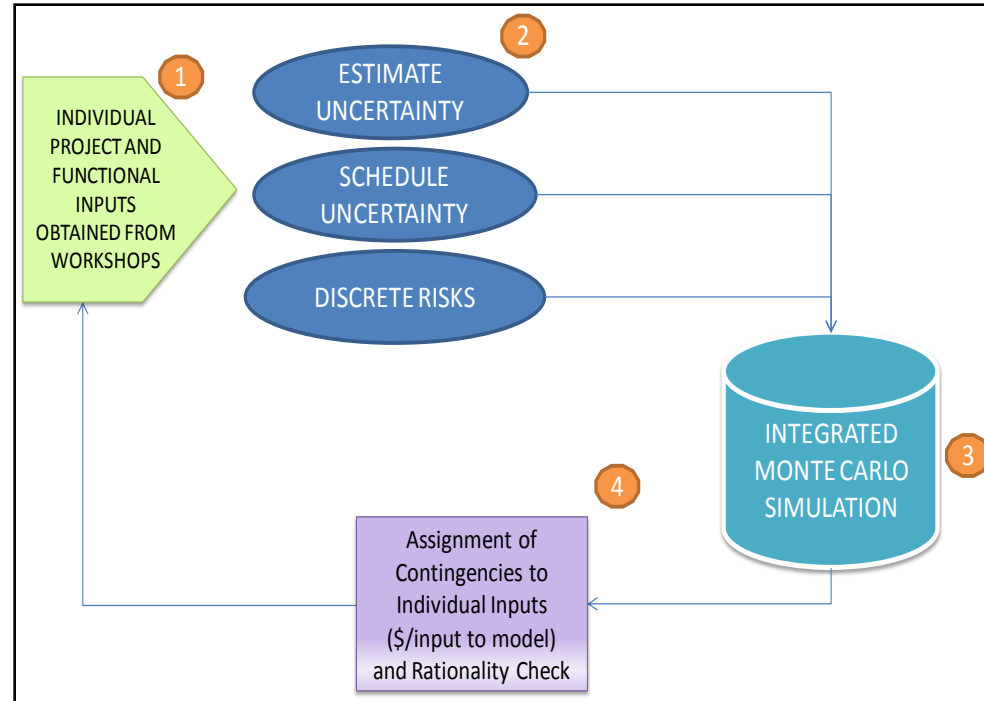 1
INDIVIDUAL
PROJECT AND
FUNCTIONAL
INPUTS
OBTAINED FROM
WORKSHOPS
2
ESTIMATE
UNCERTAINTY
SCHEDULE
UNCERTAINTY
DISCRETE RISKS
INTEGRATED
MONTE CARLO
SIMULATION
3
4
Assignment of
Contingencies to
Individual Inputs
($/input to model)
and Rationality Check